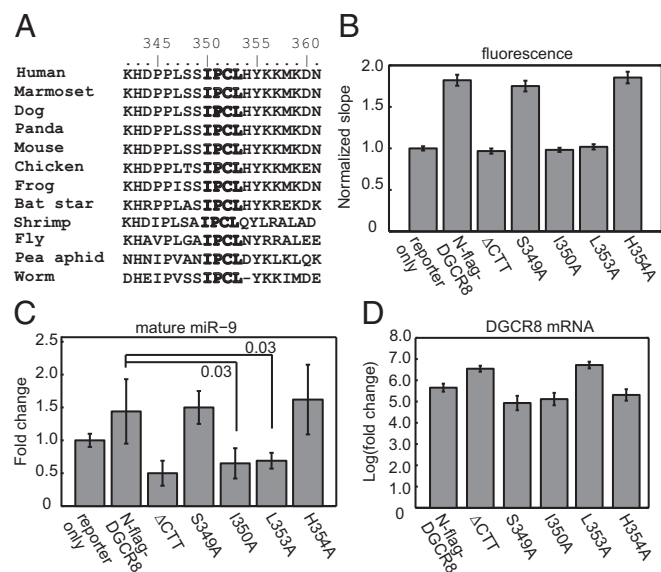 A
345 350 355 360
Human KHDPPLSSIPCLHYKKMKDN
Marmoset KHDPPLSSIPCLHYKKMKDN
Dog KHDPPLSSIPCLHYKKMKDN
Panda KHDPPLSSIPCLHYKKMKDN
Mouse KHDPPLSSIPCLHYKKMKDN
Chicken KHDPPLTSIPCLHYKKMKEN
Frog KHDPPLGSIPCLHYKKMKDN
Bat star KHRPPLASIPCLHYKREKDK
Shrimp KHDIPLSAIPCLQYLRALAD
Fly KHAVPLGAIPCLNYRRALEE
Pea aphid NHNIPVANIPCLDYKLKLQK
Worm DHEIPVSSIPCL-YKKIMDE
B
fluorescence
Normalized slope
2.0
1.5
1.0
0
reporter only
N-flag-DGCR8
ΔCTT
S349A
I350A
L353A
H354A
C
mature miR-9
Fold change
2.5
2.0
1.5
1.0
0.5
0.0
0.03
0.03
reporter only
N-flag-DGCR8
ΔCTT
S349A
I350A
L353A
H354A
D
DGCR8 mRNA
Log(fold change)
8.0
7.0
6.0
5.0
4.0
3.0
2.0
1.0
0.0
N-flag-DGCR8
ΔCTT
S349A
I350A
L353A
H354A